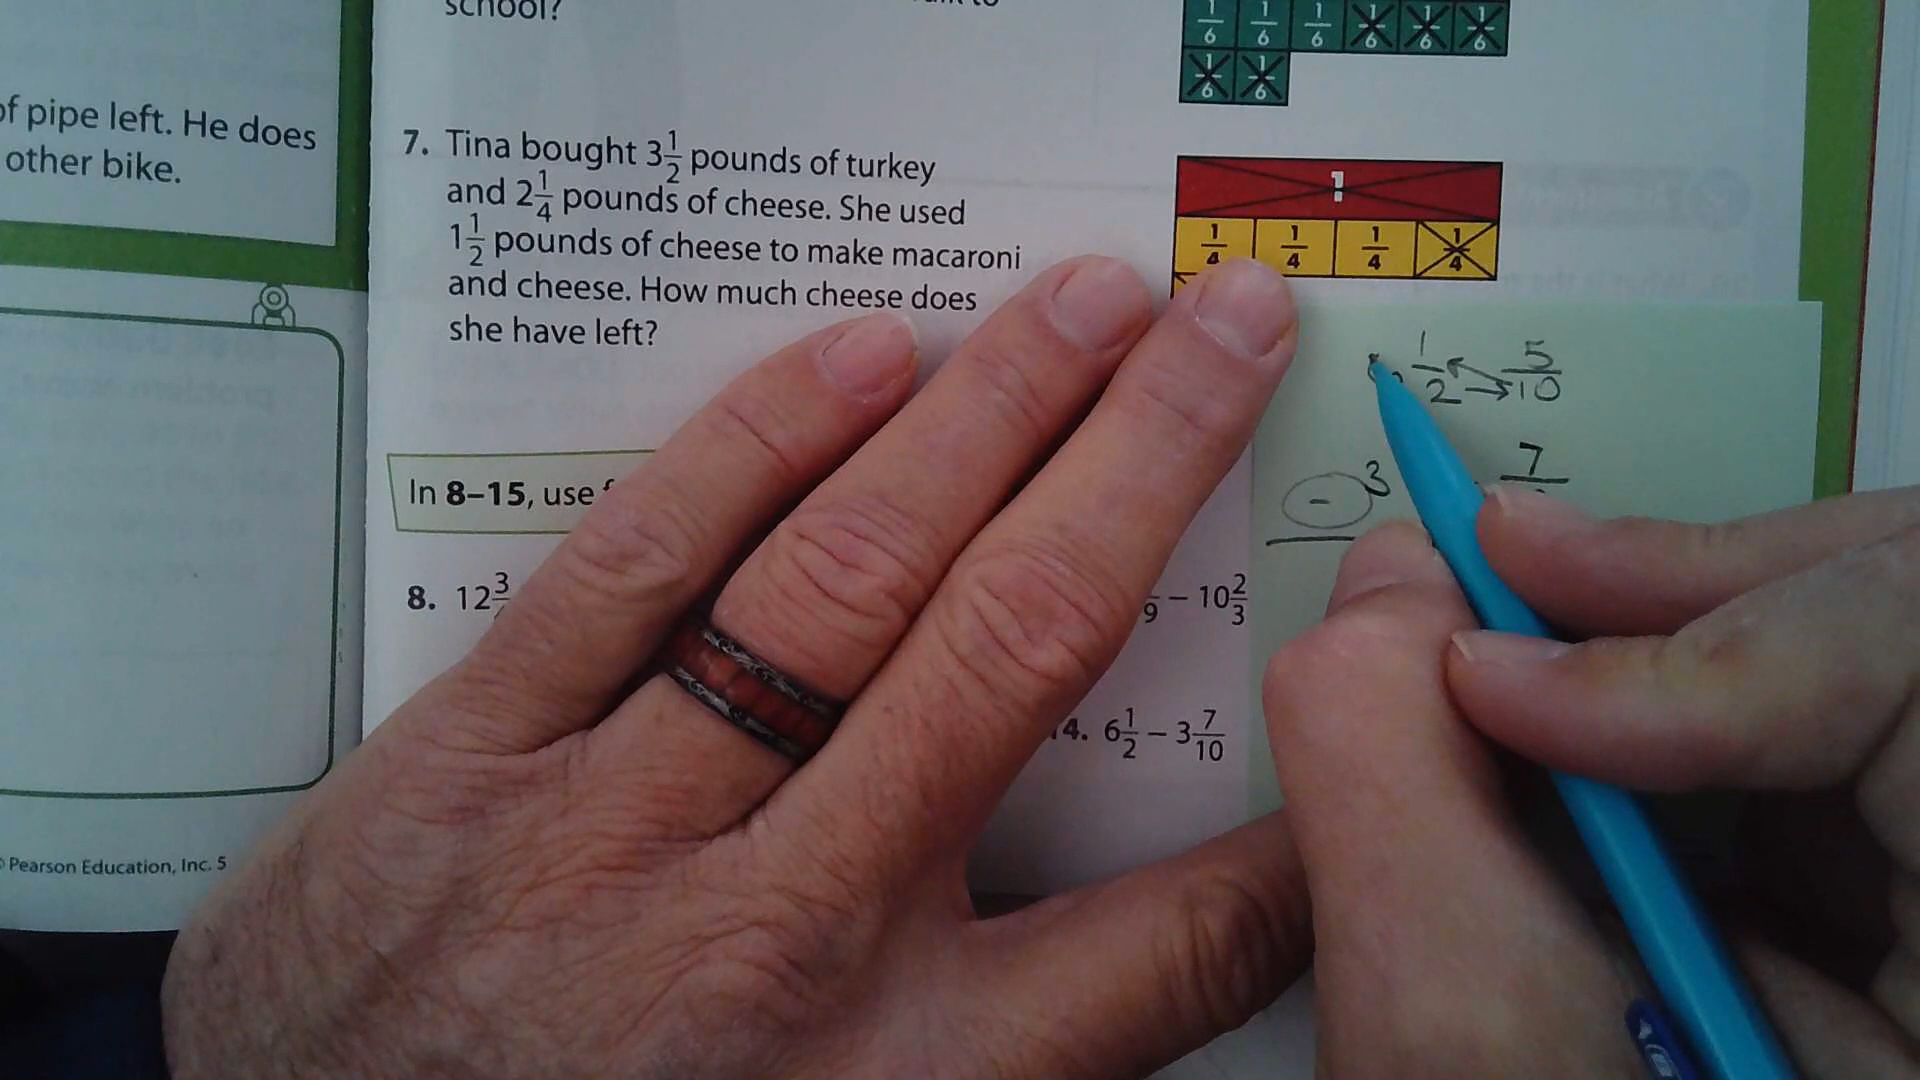 school?
of pipe left. He does
other bike.
7. Tina bought 3 1/2 pounds of turkey
and 2 1/4 pounds of cheese. She used
1 1/2 pounds of cheese to make macaroni
and cheese. How much cheese does
she have left?
In 8–15, use
8. 12 3/
9 – 10 2/3
14. 6 1/2 – 3 7/10
© Pearson Education, Inc. 5
1/6 1/6 1/6 1/6 1/6 1/6
1/6 1/6
1
1/4 1/4 1/4 1/4
1/2 5/10
- 3 7